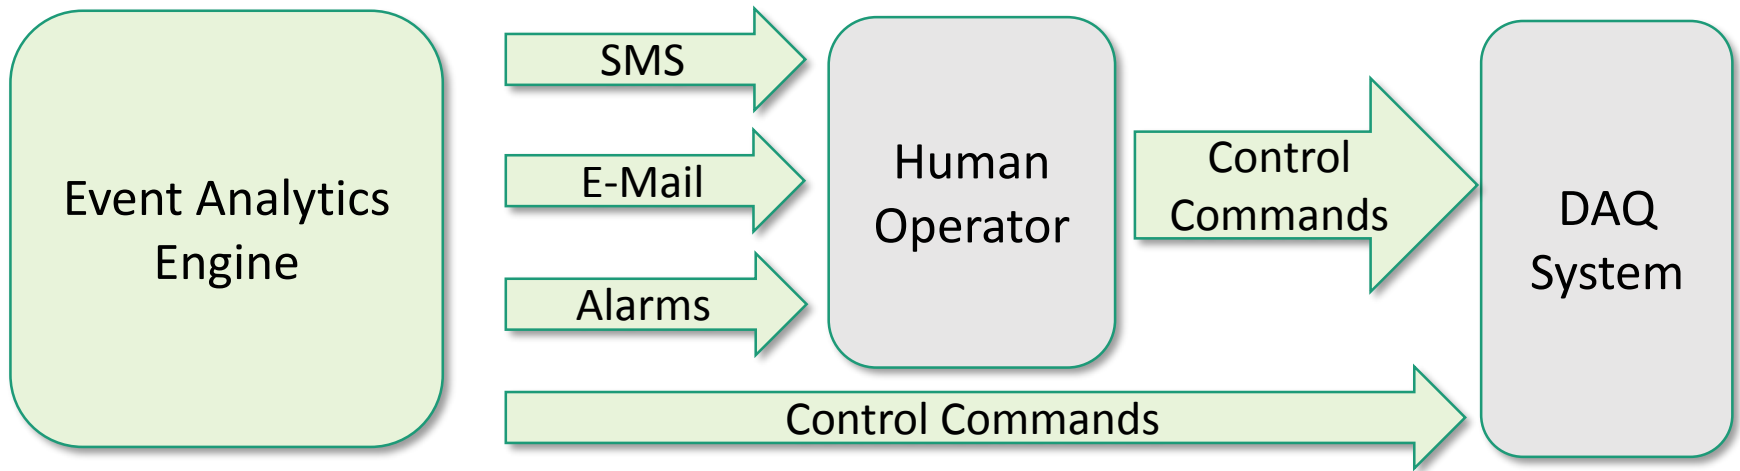 Event Analytics
Engine
SMS
E-Mail
Alarms
Human
Operator
Control
Commands
Control Commands
DAQ
System